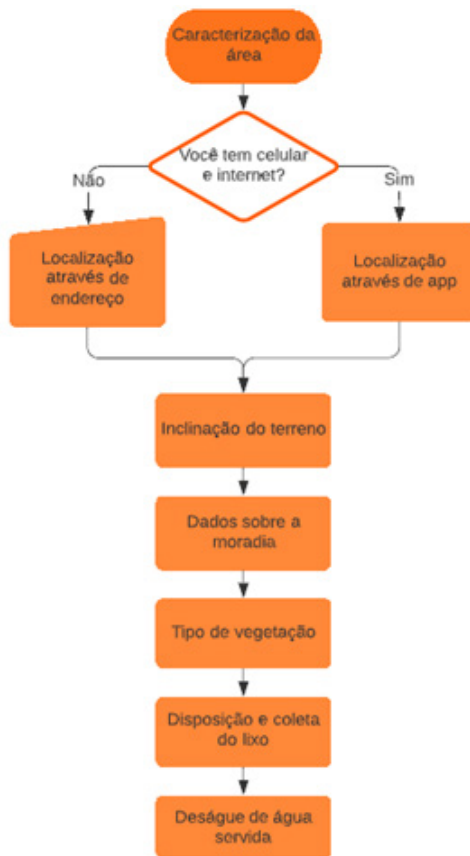 Caracterização da
área
Você tem celular
e internet?
Não
Sim
Localização
através de
endereço
Localização
através de app
Inclinação do terreno
Dados sobre a
moradia
Tipo de vegetação
Disposição e coleta
do lixo
Deságue de água
servida